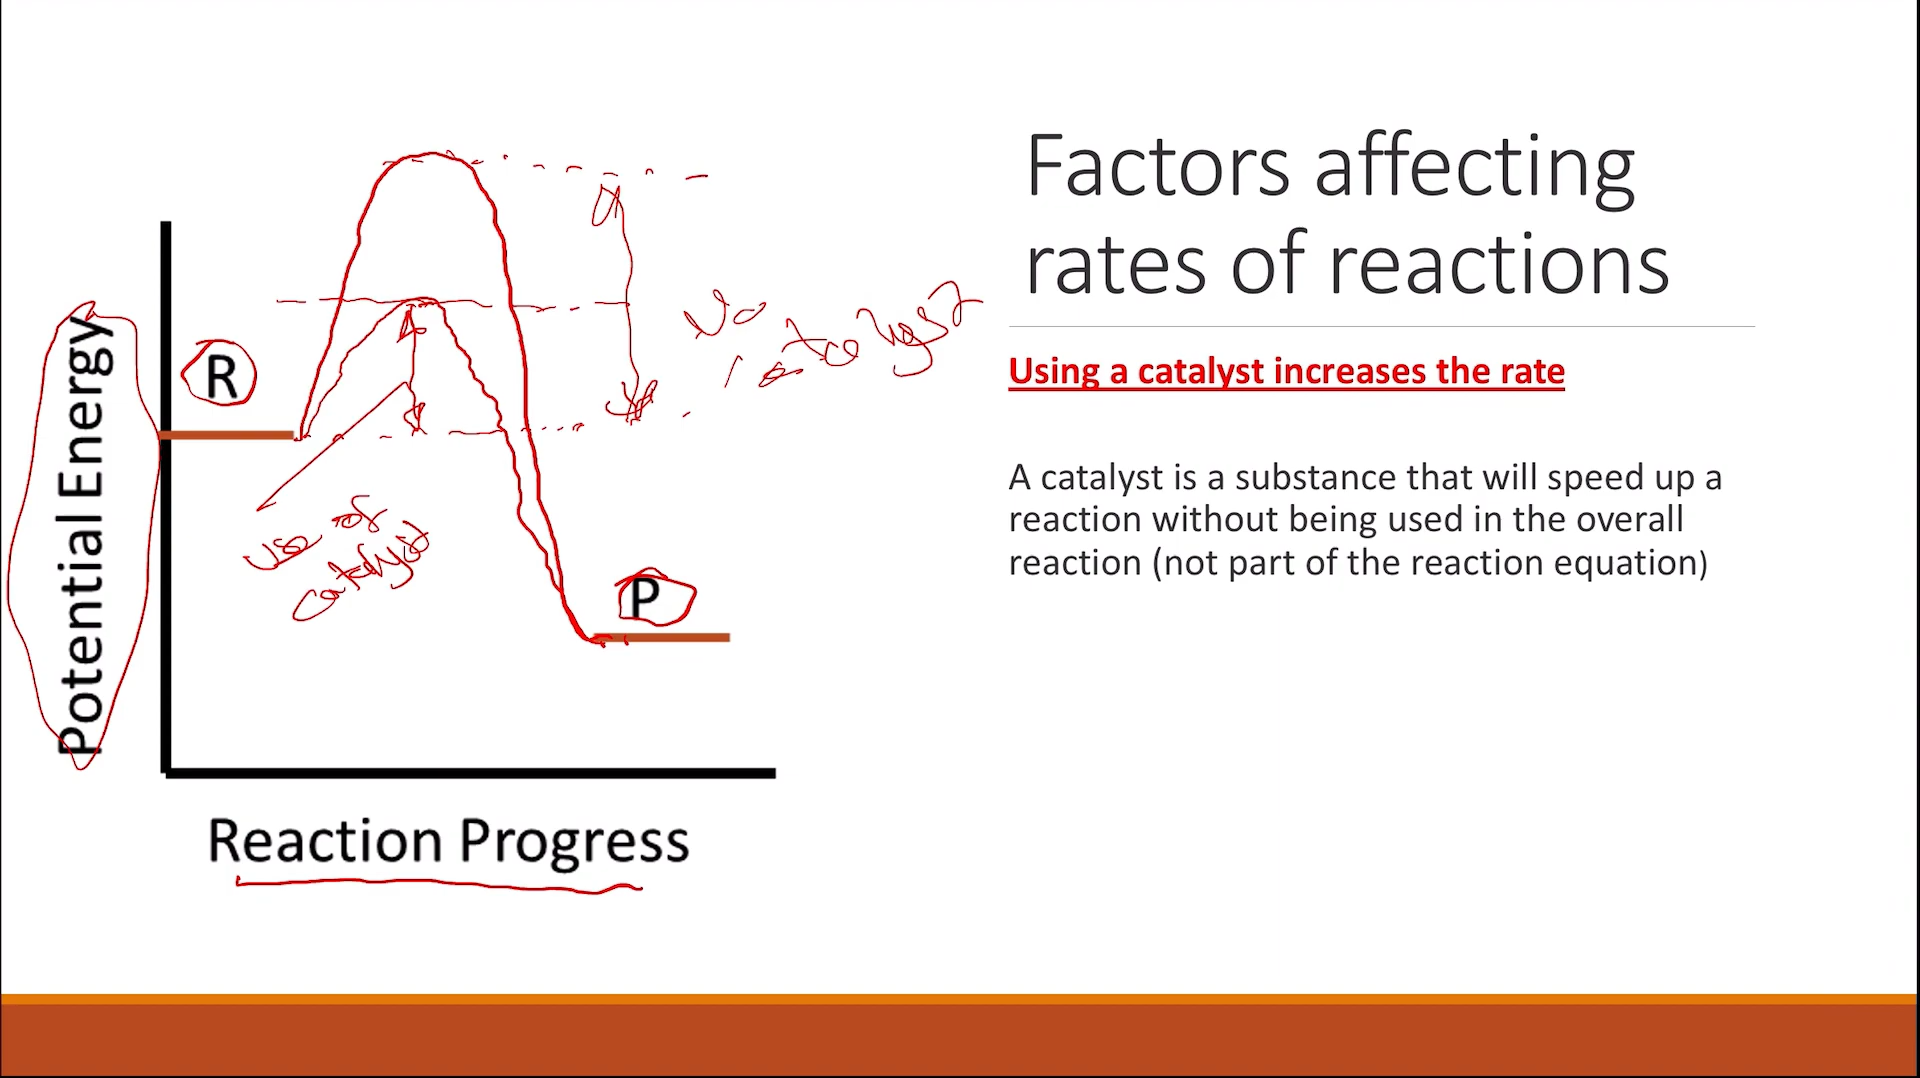 Factors affecting
rates of reactions
Using a catalyst increases the rate
A catalyst is a substance that will speed up a
reaction without being used in the overall
reaction (not part of the reaction equation)
Potential Energy
R
No
catalyst
use of
catalyst
P
Reaction Progress